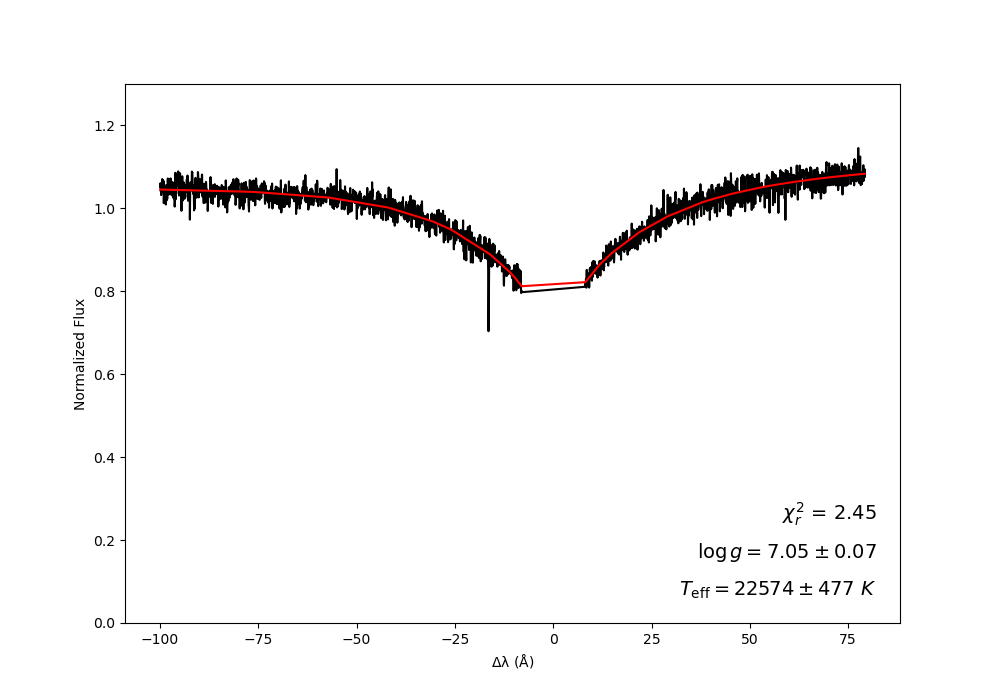 1.2
1.0
0.8
0.6
0.4
0.2
0.0
Normalized Flux
χ²ᵣ = 2.45
log g = 7.05 ± 0.07
T_eff = 22574 ± 477 K
−100 −75 −50 −25 0 25 50 75
Δλ (Å)